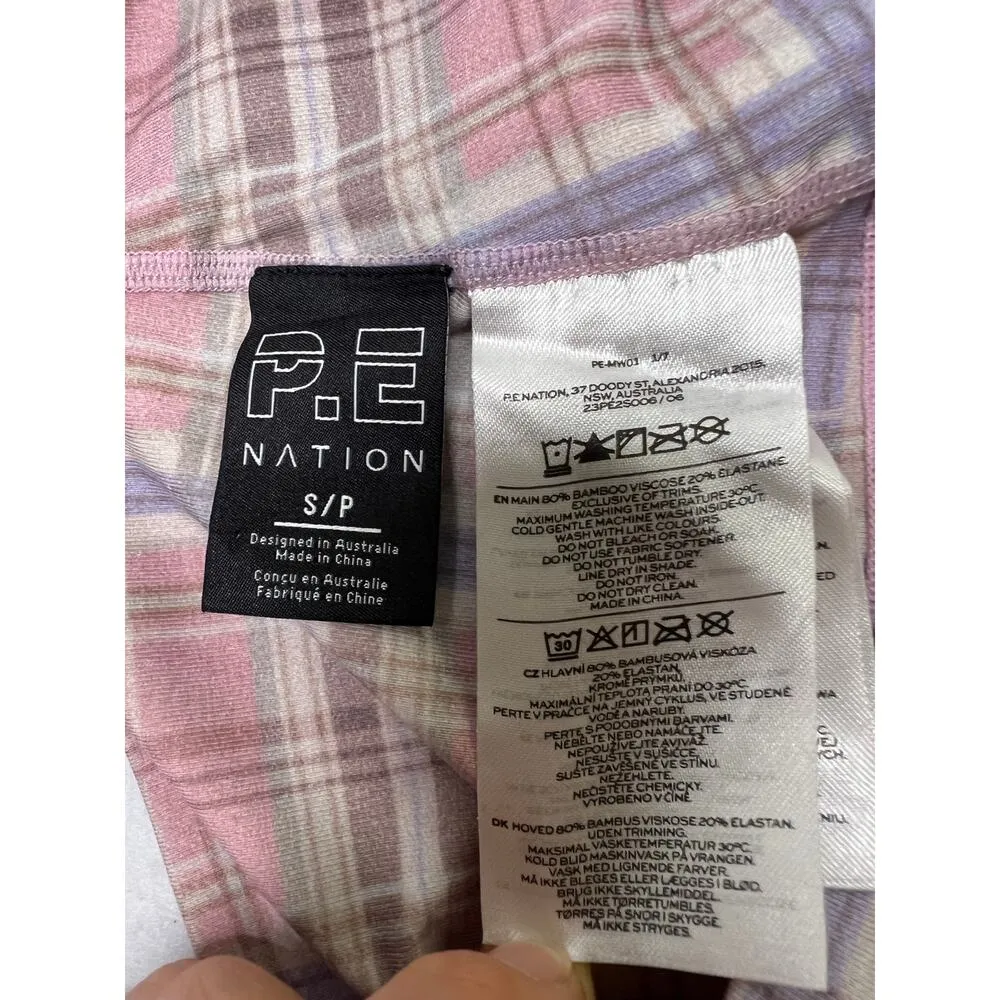 P.E
NATION
S/P
Designed in Australia
Made in China
Conçu en Australie
Fabriqué en Chine
PE-MW01 1/7
P.E NATION, 37 DOODY ST, ALEXANDRIA 2015,
NSW, AUSTRALIA
23PE2S006 / 06
EN MAIN 80% BAMBOO VISCOSE 20% ELASTANE.
EXCLUSIVE OF TRIMS.
MAXIMUM WASHING TEMPERATURE 30ºC.
COLD GENTLE MACHINE WASH INSIDE-OUT.
WASH WITH LIKE COLOURS.
DO NOT BLEACH OR SOAK.
DO NOT USE FABRIC SOFTENER.
DO NOT TUMBLE DRY.
LINE DRY IN SHADE.
DO NOT IRON.
DO NOT DRY CLEAN.
MADE IN CHINA.
30
CZ HLAVNÍ 80% BAMBUSOVÁ VISKÓZA
20% ELASTAN.
KROMĚ PRÝMKŮ.
MAXIMÁLNÍ TEPLOTA PRANÍ DO 30ºC.
PERTE V PRAČCE NA JEMNÝ CYKLUS, VE STUDENÉ
VODĚ A NARUBY.
PERTE S PODOBNÝMI BARVAMI.
NEBĚLTE NEBO NAMÁČEJTE.
NEPOUŽÍVEJTE AVIVÁŽ.
NESUŠTE V SUŠIČCE.
SUŠTE ZAVĚŠENÉ VE STÍNU.
NEŽEHLETE.
NEČISTĚTE CHEMICKY.
VYROBENO V ČÍNĚ.
DK HOVED 80% BAMBUS VISKOSE 20% ELASTAN.
UDEN TRIMNING.
MAKSIMAL VASKETEMPERATUR 30ºC.
KOLD BLID MASKINVASK PÅ VRANGEN.
VASK MED LIGNENDE FARVER.
MÅ IKKE BLEGES ELLER LÆGGES I BLØD.
BRUG IKKE SKYLLEMIDDEL.
MÅ IKKE TØRRETUMBLES.
TØRRES PÅ SNOR I SKYGGE.
MÅ IKKE STRYGES.